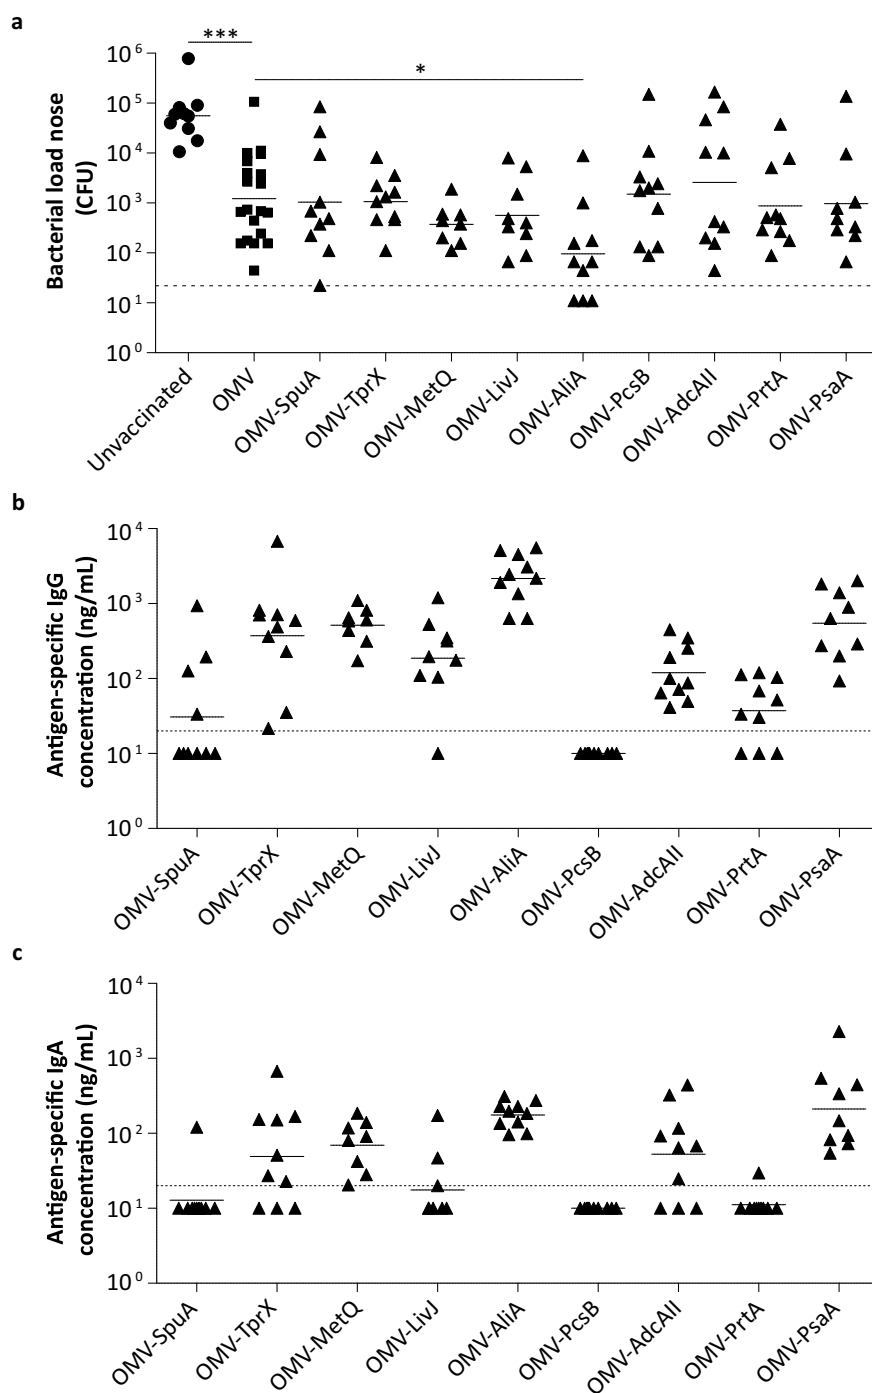 a
***
*
Bacterial load nose
(CFU)
10⁶
10⁵
10⁴
10³
10²
10¹
10⁰
Unvaccinated
OMV
OMV-SpuA
OMV-TprX
OMV-MetQ
OMV-LivJ
OMV-AliA
OMV-PcsB
OMV-AdcAII
OMV-PrtA
OMV-PsaA
b
Antigen-specific IgG
concentration (ng/mL)
10⁴
10³
10²
10¹
10⁰
OMV-SpuA
OMV-TprX
OMV-MetQ
OMV-LivJ
OMV-AliA
OMV-PcsB
OMV-AdcAII
OMV-PrtA
OMV-PsaA
c
Antigen-specific IgA
concentration (ng/mL)
10⁴
10³
10²
10¹
10⁰
OMV-SpuA
OMV-TprX
OMV-MetQ
OMV-LivJ
OMV-AliA
OMV-PcsB
OMV-AdcAII
OMV-PrtA
OMV-PsaA